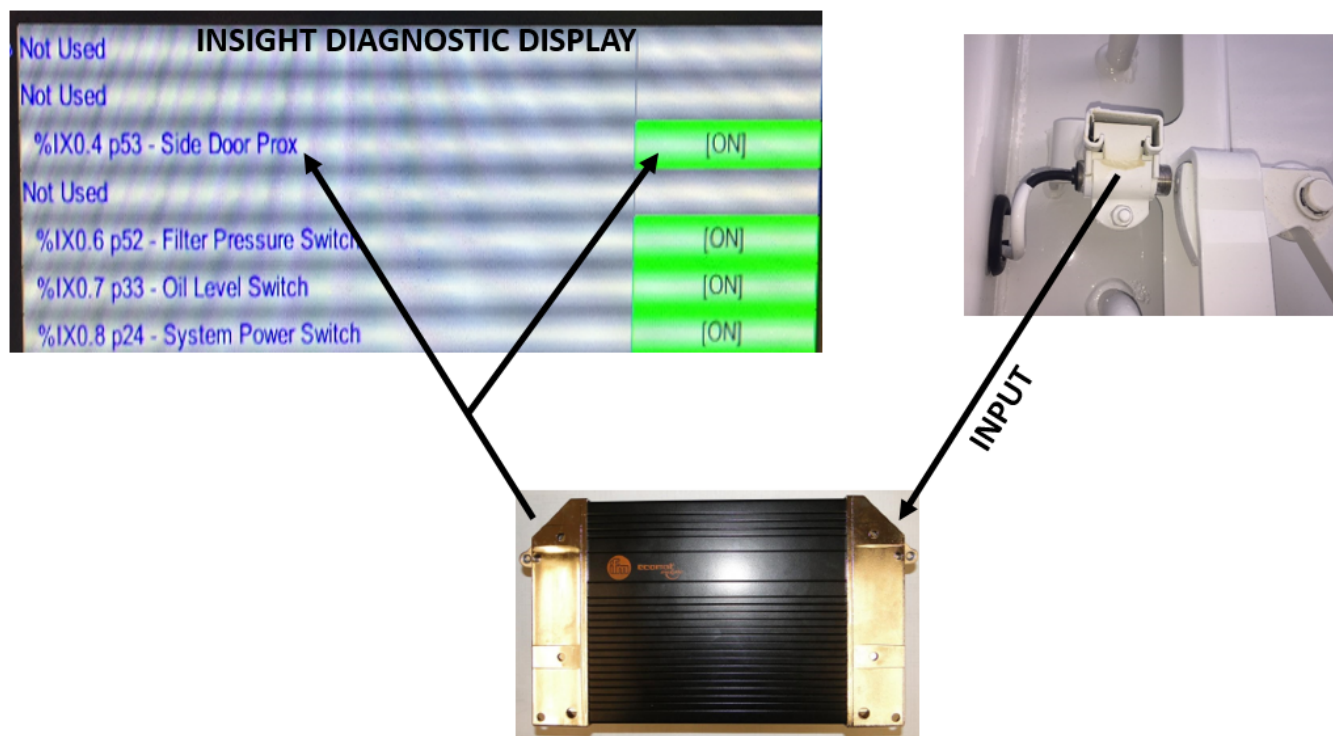 INSIGHT DIAGNOSTIC DISPLAY
Not Used
Not Used
%IX0.4 p53 - Side Door Prox [ON]
Not Used
%IX0.6 p52 - Filter Pressure Switch [ON]
%IX0.7 p33 - Oil Level Switch [ON]
%IX0.8 p24 - System Power Switch [ON]
INPUT
ifm ecomat